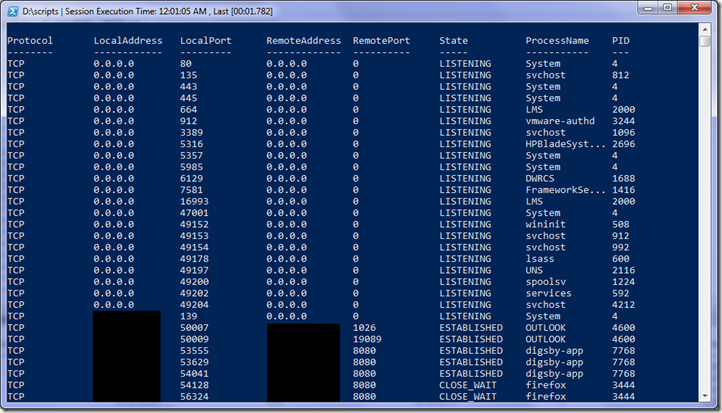 D:\scripts | Session Execution Time: 12:01:05 AM , Last [00:01.782]
Protocol LocalAddress LocalPort RemoteAddress RemotePort State ProcessName PID
-------- ------------ --------- ------------- ---------- ----- ----------- ---
TCP 0.0.0.0 80 0.0.0.0 0 LISTENING System 4
TCP 0.0.0.0 135 0.0.0.0 0 LISTENING svchost 812
TCP 0.0.0.0 443 0.0.0.0 0 LISTENING System 4
TCP 0.0.0.0 445 0.0.0.0 0 LISTENING System 4
TCP 0.0.0.0 664 0.0.0.0 0 LISTENING LMS 2000
TCP 0.0.0.0 912 0.0.0.0 0 LISTENING vmware-authd 3244
TCP 0.0.0.0 3389 0.0.0.0 0 LISTENING svchost 1096
TCP 0.0.0.0 5316 0.0.0.0 0 LISTENING HPBladeSyst... 2696
TCP 0.0.0.0 5357 0.0.0.0 0 LISTENING System 4
TCP 0.0.0.0 5985 0.0.0.0 0 LISTENING System 4
TCP 0.0.0.0 6129 0.0.0.0 0 LISTENING DWRCS 1688
TCP 0.0.0.0 7581 0.0.0.0 0 LISTENING FrameworkSe... 1416
TCP 0.0.0.0 16993 0.0.0.0 0 LISTENING LMS 2000
TCP 0.0.0.0 47001 0.0.0.0 0 LISTENING System 4
TCP 0.0.0.0 49152 0.0.0.0 0 LISTENING wininit 508
TCP 0.0.0.0 49153 0.0.0.0 0 LISTENING svchost 912
TCP 0.0.0.0 49154 0.0.0.0 0 LISTENING svchost 992
TCP 0.0.0.0 49178 0.0.0.0 0 LISTENING lsass 600
TCP 0.0.0.0 49197 0.0.0.0 0 LISTENING UNS 2116
TCP 0.0.0.0 49200 0.0.0.0 0 LISTENING spoolsv 1224
TCP 0.0.0.0 49202 0.0.0.0 0 LISTENING services 592
TCP 0.0.0.0 49204 0.0.0.0 0 LISTENING svchost 4212
TCP 139 0.0.0.0 0 LISTENING System 4
TCP 50007 1026 ESTABLISHED OUTLOOK 4600
TCP 50009 19089 ESTABLISHED OUTLOOK 4600
TCP 53555 8080 ESTABLISHED digsby-app 7768
TCP 53629 8080 ESTABLISHED digsby-app 7768
TCP 54041 8080 ESTABLISHED digsby-app 7768
TCP 54128 8080 CLOSE_WAIT firefox 3444
TCP 56324 8080 CLOSE_WAIT firefox 3444